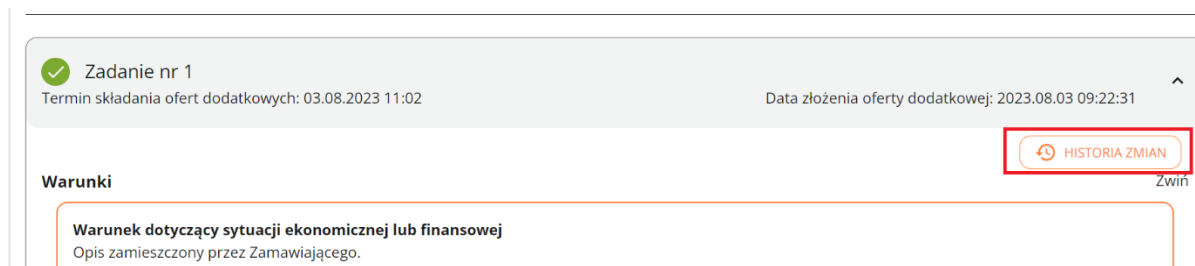 Zadanie nr 1
Termin składania ofert dodatkowych: 03.08.2023 11:02
Data złożenia oferty dodatkowej: 2023.08.03 09:22:31
HISTORIA ZMIAN
Warunki
Zwiń
Warunek dotyczący sytuacji ekonomicznej lub finansowej
Opis zamieszczony przez Zamawiającego.